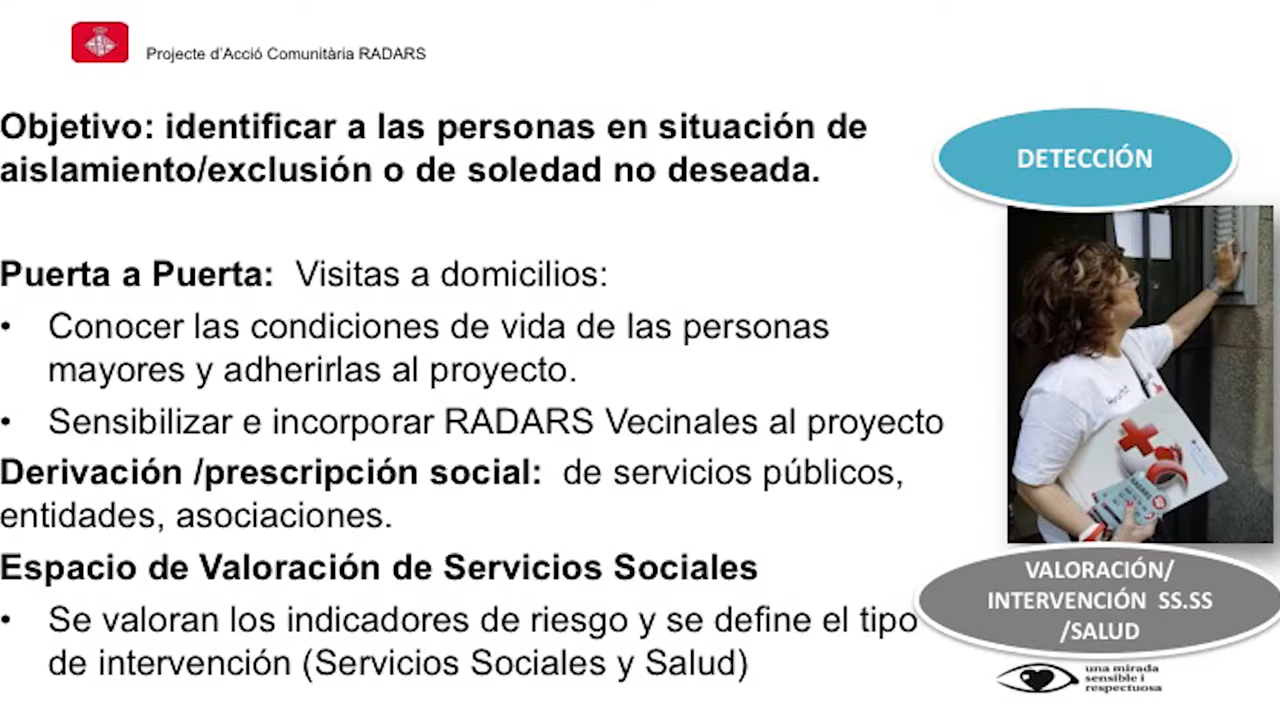 Projecte d'Acció Comunitària RADARS
Objetivo: identificar a las personas en situación de
aislamiento/exclusión o de soledad no deseada.
DETECCIÓN
Puerta a Puerta: Visitas a domicilios:
• Conocer las condiciones de vida de las personas
mayores y adherirlas al proyecto.
• Sensibilizar e incorporar RADARS Vecinales al proyecto
Derivación /prescripción social: de servicios públicos,
entidades, asociaciones.
Espacio de Valoración de Servicios Sociales
• Se valoran los indicadores de riesgo y se define el tipo
de intervención (Servicios Sociales y Salud)
RADARS
VALORACIÓN/
INTERVENCIÓN SS.SS
/SALUD
una mirada
sensible i
respectuosa